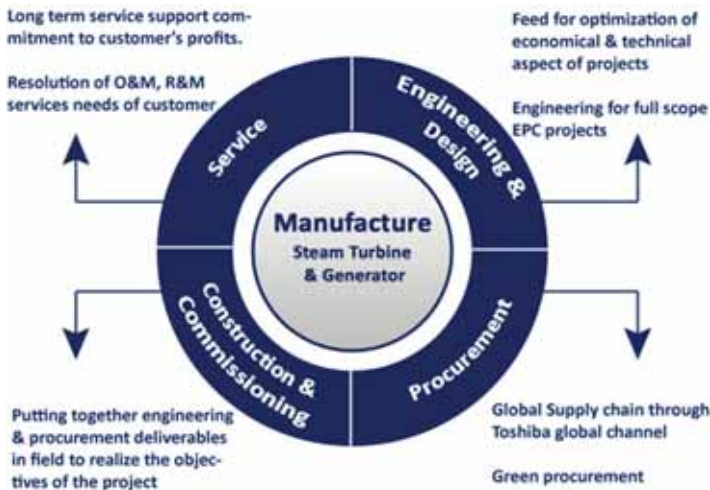 Long term service support com-
mitment to customer's profits.
Resolution of O&M, R&M
services needs of customer
Feed for optimization of
economical & technical
aspect of projects
Engineering for full scope
EPC projects
Service
Engineering &
Design
Manufacture
Steam Turbine
& Generator
Construction &
Commissioning
Procurement
Putting together engineering
& procurement deliverables
in field to realize the objec-
tives of the project
Global Supply chain through
Toshiba global channel
Green procurement